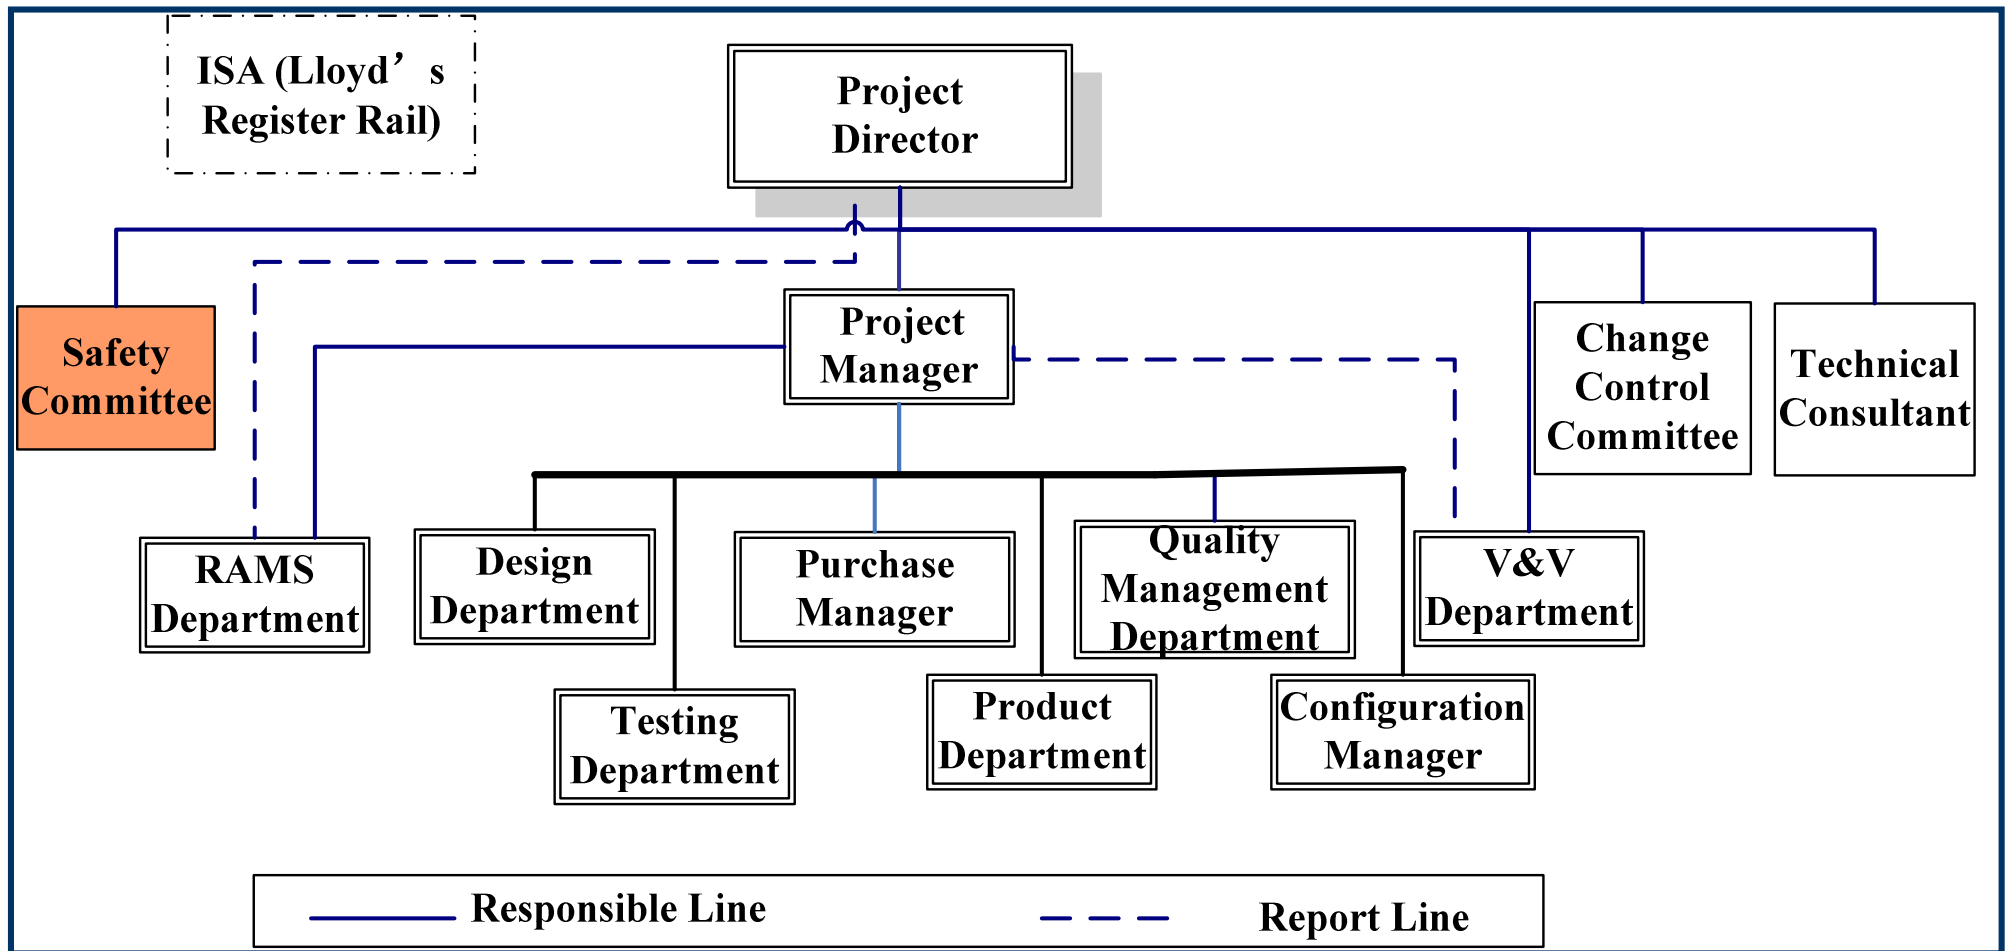 ISA (Lloyd’s
Register Rail)
Project
Director
Project
Manager
Safety
Committee
Change
Control
Committee
Technical
Consultant
RAMS
Department
Design
Department
Purchase
Manager
Quality
Management
Department
V&V
Department
Testing
Department
Product
Department
Configuration
Manager
Responsible Line
Report Line